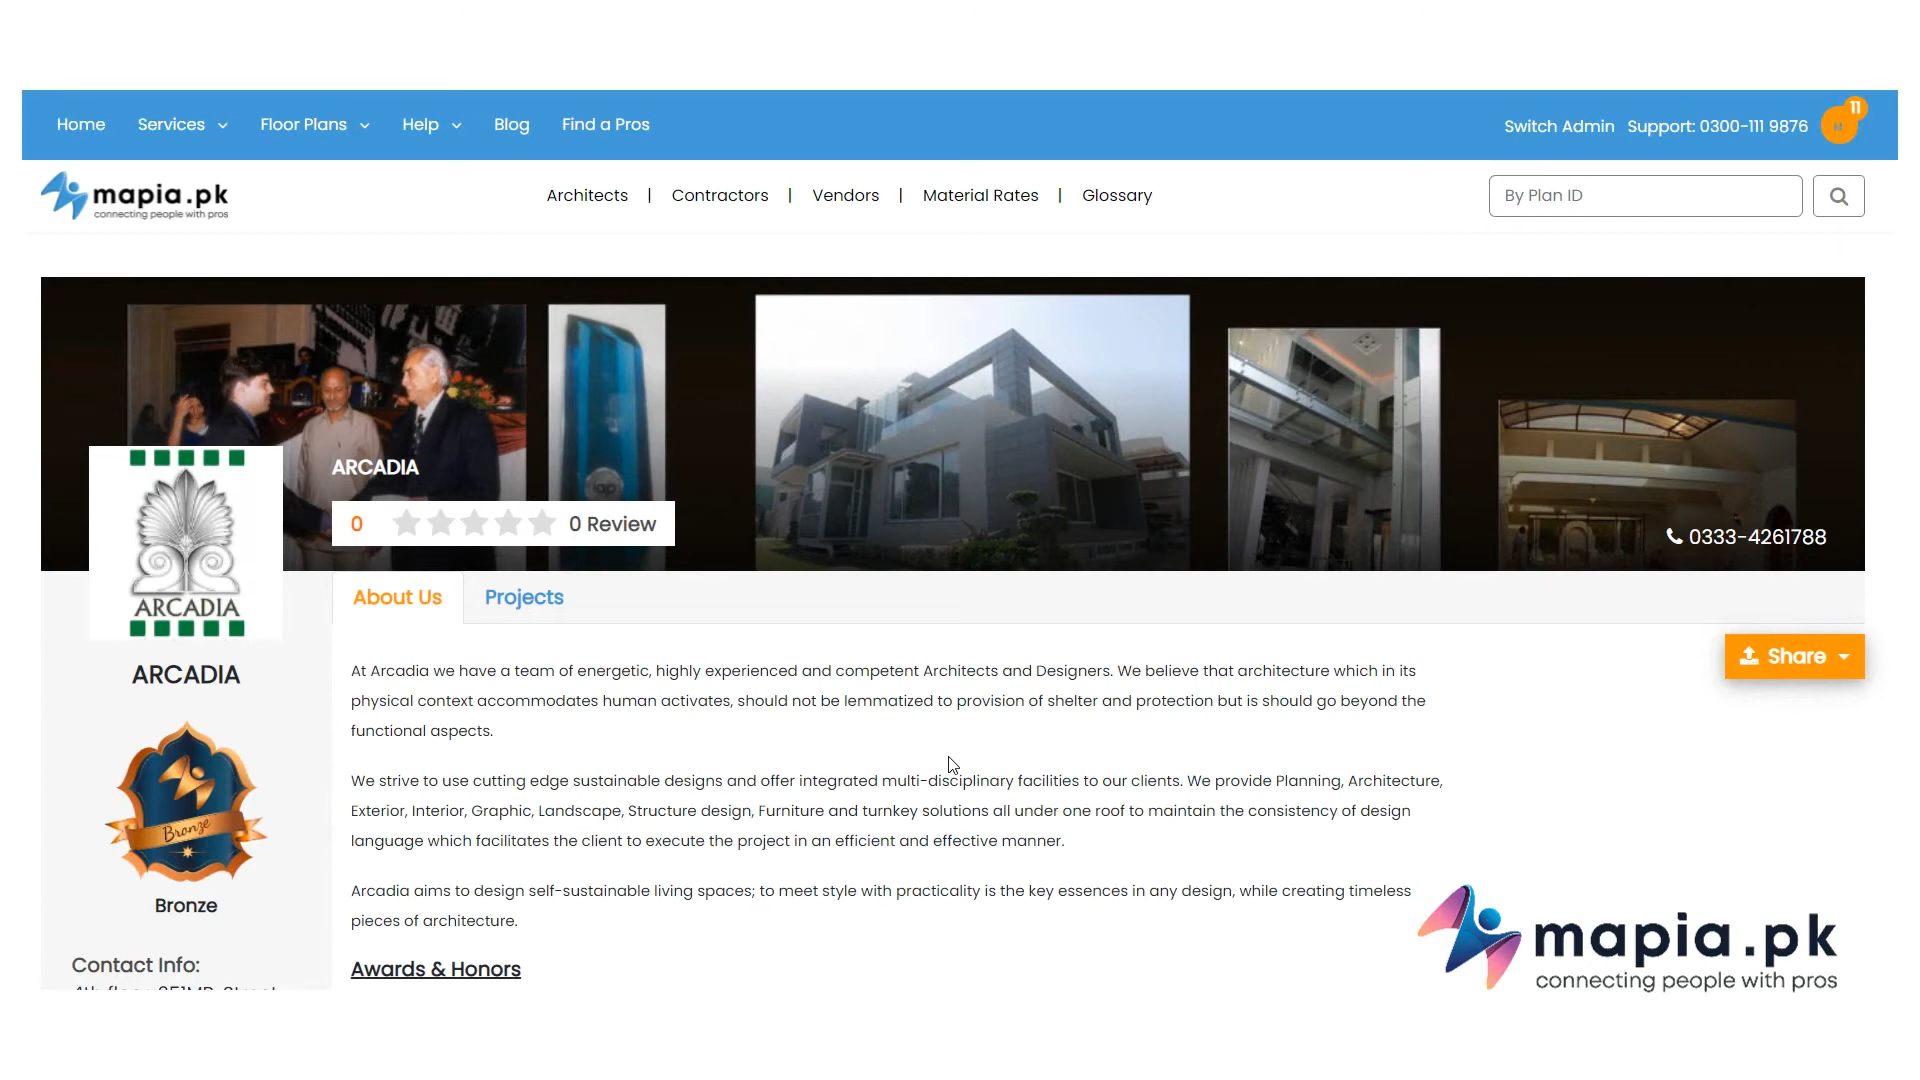 Home Services Floor Plans Help Blog Find a Pros Switch Admin Support: 0300-111 9876 11
mapia.pk
connecting people with pros
Architects | Contractors | Vendors | Material Rates | Glossary
By Plan ID
ARCADIA
0 0 Review
0333-4261788
ARCADIA
ARCADIA
Bronze
Bronze
Contact Info:
About Us Projects
Share
At Arcadia we have a team of energetic, highly experienced and competent Architects and Designers. We believe that architecture which in its
physical context accommodates human activates, should not be lemmatized to provision of shelter and protection but is should go beyond the
functional aspects.
We strive to use cutting edge sustainable designs and offer integrated multi-disciplinary facilities to our clients. We provide Planning, Architecture,
Exterior, Interior, Graphic, Landscape, Structure design, Furniture and turnkey solutions all under one roof to maintain the consistency of design
language which facilitates the client to execute the project in an efficient and effective manner.
Arcadia aims to design self-sustainable living spaces; to meet style with practicality is the key essences in any design, while creating timeless
pieces of architecture.
Awards & Honors
mapia.pk
connecting people with pros